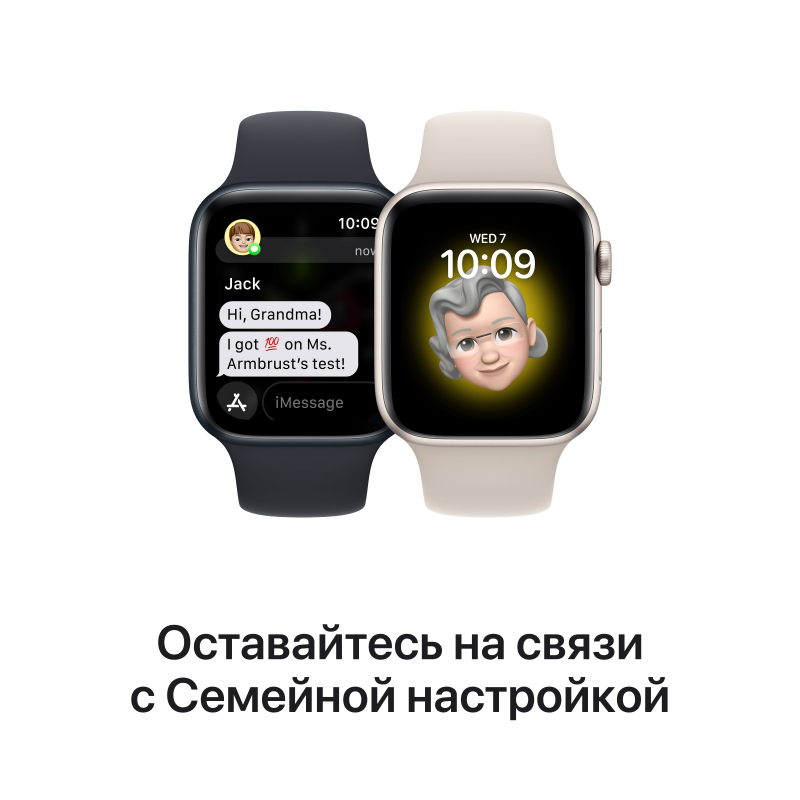 10:09
now
Jack
Hi, Grandma!
I got 💯 on Ms.
Armbrust’s test!
iMessage
WED 7
10:09
Оставайтесь на связи
с Семейной настройкой